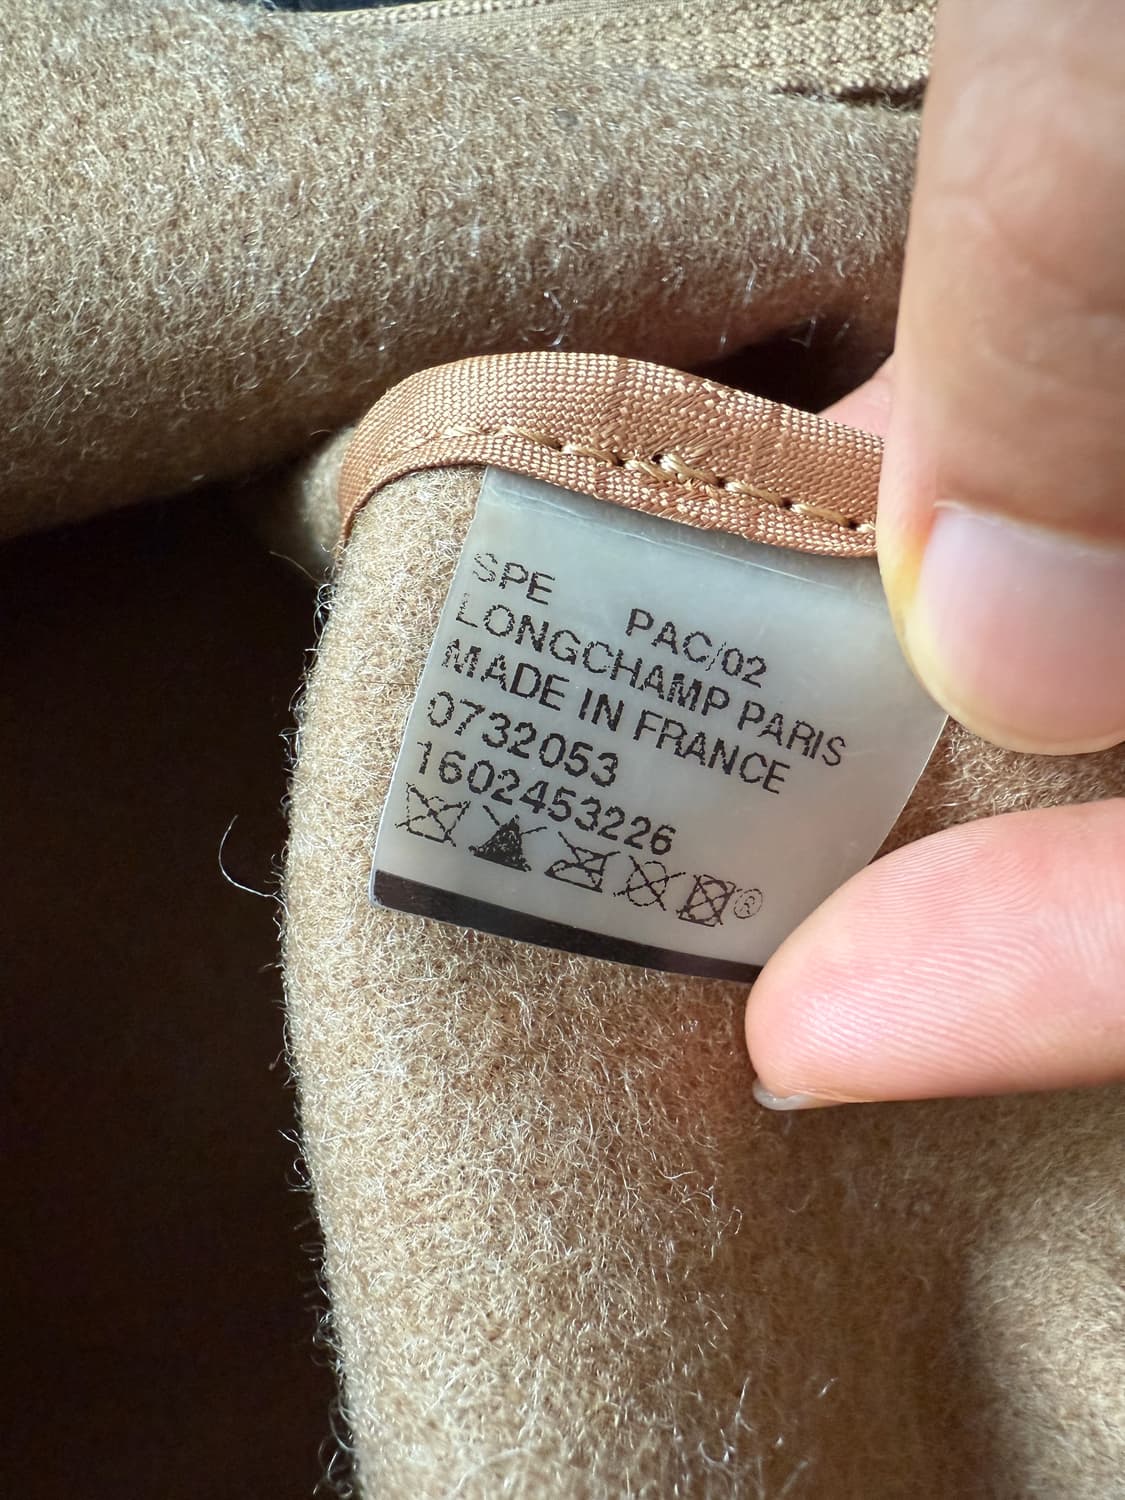 SPE PAC/02
LONGCHAMP PARIS
MADE IN FRANCE
0732053
1602453226
®